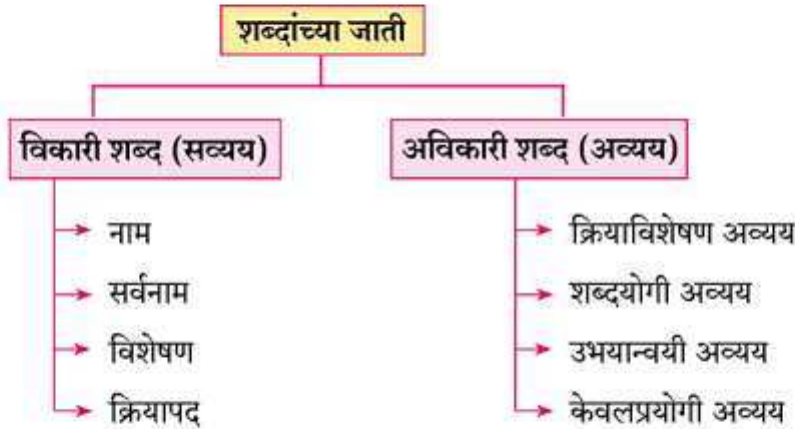 शब्दांच्या जाती
विकारी शब्द (सव्यय)
अविकारी शब्द (अव्यय)
नाम
सर्वनाम
विशेषण
क्रियापद
क्रियाविशेषण अव्यय
शब्दयोगी अव्यय
उभयान्वयी अव्यय
केवलप्रयोगी अव्यय